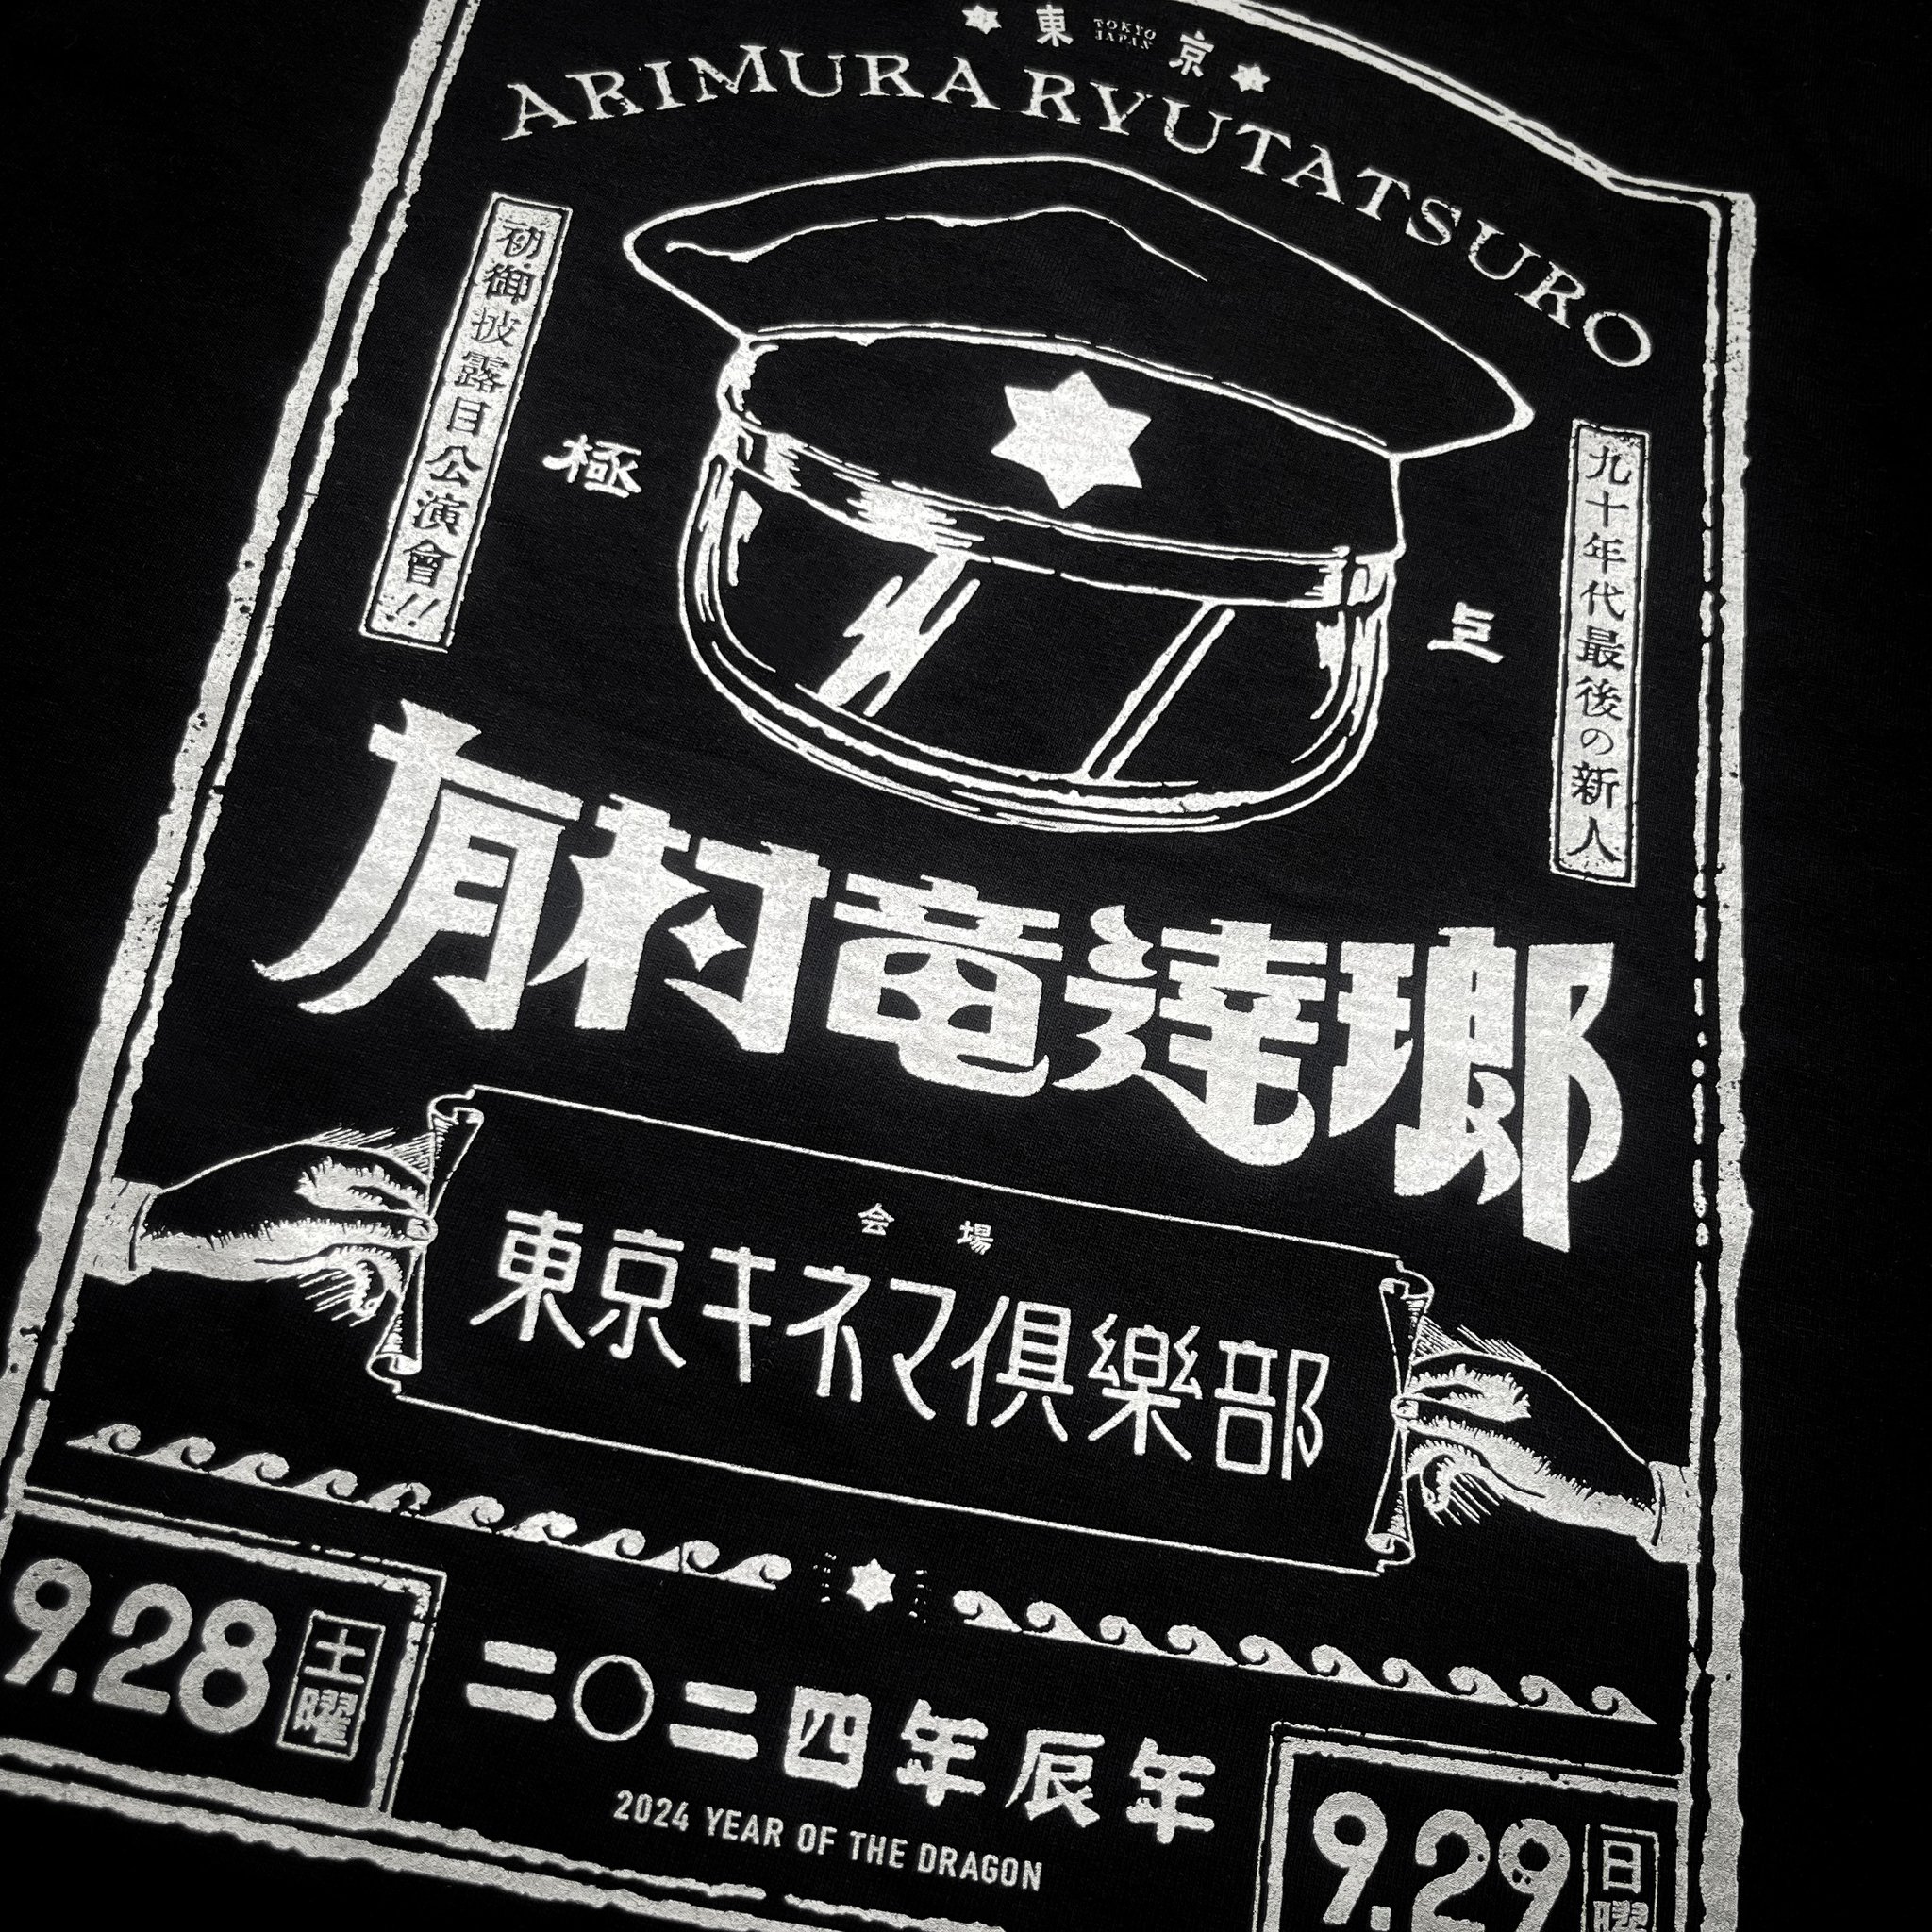 東 TOKYO JAPAN 京
ARIMURA RYUTATSURO
初御披露目公演會!!
九十年代最後の新人
極上
有村竜達瑯
会場
東京キネマ倶樂部
9.28 土曜
二〇二四年辰年
2024 YEAR OF THE DRAGON
9.29 日曜